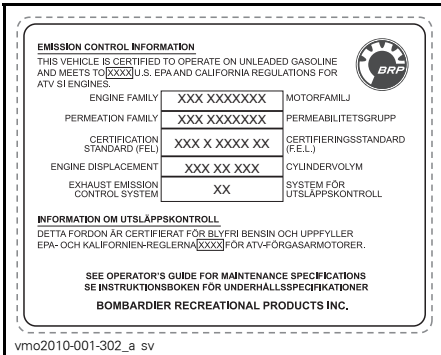 EMISSION CONTROL INFORMATION
THIS VEHICLE IS CERTIFIED TO OPERATE ON UNLEADED GASOLINE
AND MEETS TO XXXX U.S. EPA AND CALIFORNIA REGULATIONS FOR
ATV SI ENGINES.
BRP
ENGINE FAMILY XXX XXXXXXX MOTORFAMILJ
PERMEATION FAMILY XXX XXXXXXX PERMEABILITETSGRUPP
CERTIFICATION STANDARD (FEL) XXX X XXXX XX CERTIFIERINGSSTANDARD (F.E.L.)
ENGINE DISPLACEMENT XXX XX XXX CYLINDERVOLYM
EXHAUST EMISSION CONTROL SYSTEM XX SYSTEM FÖR UTSLÄPPSKONTROLL
INFORMATION OM UTSLÄPPSKONTROLL
DETTA FORDON ÄR CERTIFIERAT FÖR BLYFRI BENSIN OCH UPPFYLLER
EPA- OCH KALIFORNIEN-REGLERNA XXXX FÖR ATV-FÖRGASARMOTORER.
SEE OPERATOR'S GUIDE FOR MAINTENANCE SPECIFICATIONS
SE INSTRUKTIONSBOKEN FÖR UNDERHÅLLSSPECIFIKATIONER
BOMBARDIER RECREATIONAL PRODUCTS INC.
vmo2010-001-302_a sv